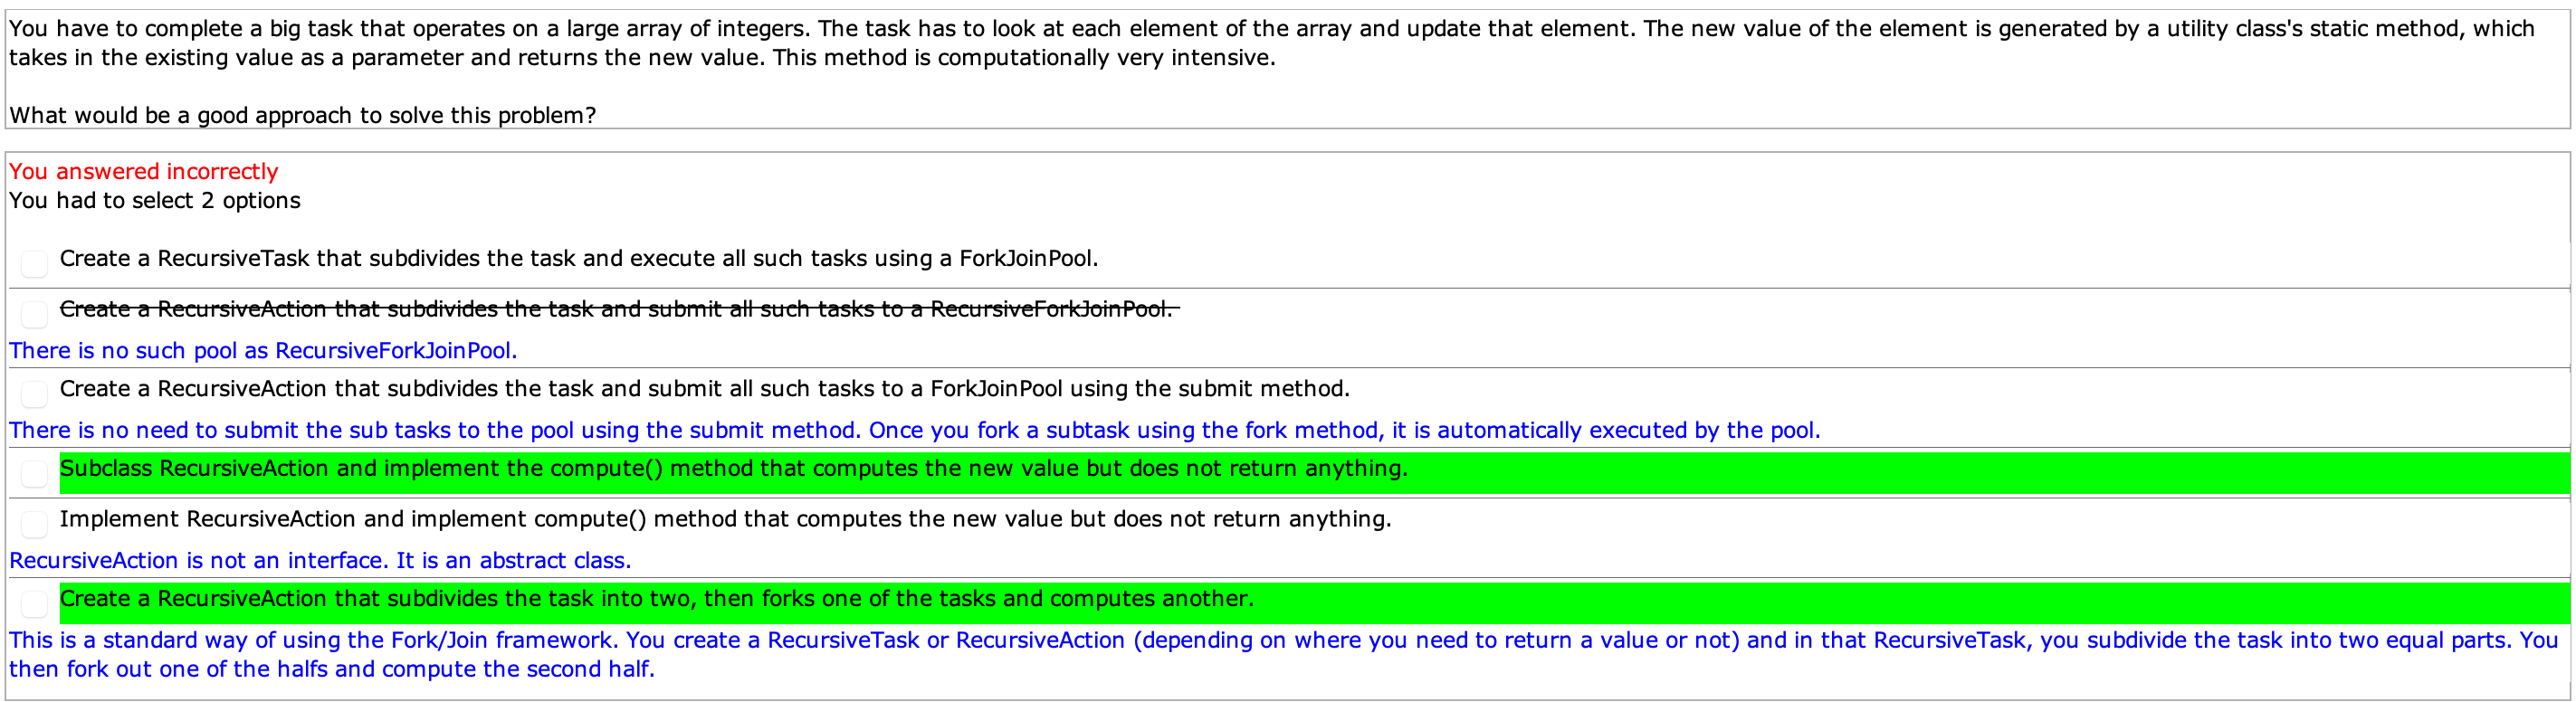 You have to complete a big task that operates on a large array of integers. The task has to look at each element of the array and update that element. The new value of the element is generated by a utility class's static method, which
takes in the existing value as a parameter and returns the new value. This method is computationally very intensive.
What would be a good approach to solve this problem?
You answered incorrectly
You had to select 2 options
Create a RecursiveTask that subdivides the task and execute all such tasks using a ForkJoinPool.
Create a RecursiveAction that subdivides the task and submit all such tasks to a RecursiveForkJoinPool.
There is no such pool as RecursiveForkJoinPool.
Create a RecursiveAction that subdivides the task and submit all such tasks to a ForkJoinPool using the submit method.
There is no need to submit the sub tasks to the pool using the submit method. Once you fork a subtask using the fork method, it is automatically executed by the pool.
Subclass RecursiveAction and implement the compute() method that computes the new value but does not return anything.
Implement RecursiveAction and implement compute() method that computes the new value but does not return anything.
RecursiveAction is not an interface. It is an abstract class.
Create a RecursiveAction that subdivides the task into two, then forks one of the tasks and computes another.
This is a standard way of using the Fork/Join framework. You create a RecursiveTask or RecursiveAction (depending on where you need to return a value or not) and in that RecursiveTask, you subdivide the task into two equal parts. You
then fork out one of the halfs and compute the second half.